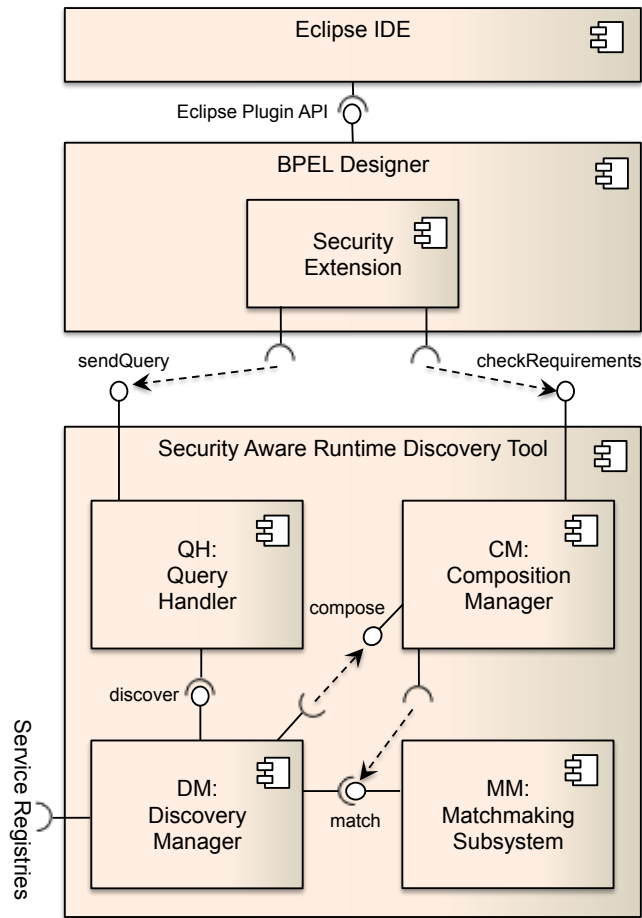 Eclipse IDE
Eclipse Plugin API
BPEL Designer
Security
Extension
sendQuery
checkRequirements
Security Aware Runtime Discovery Tool
QH:
Query
Handler
CM:
Composition
Manager
compose
discover
Service Registries
DM:
Discovery
Manager
match
MM:
Matchmaking
Subsystem